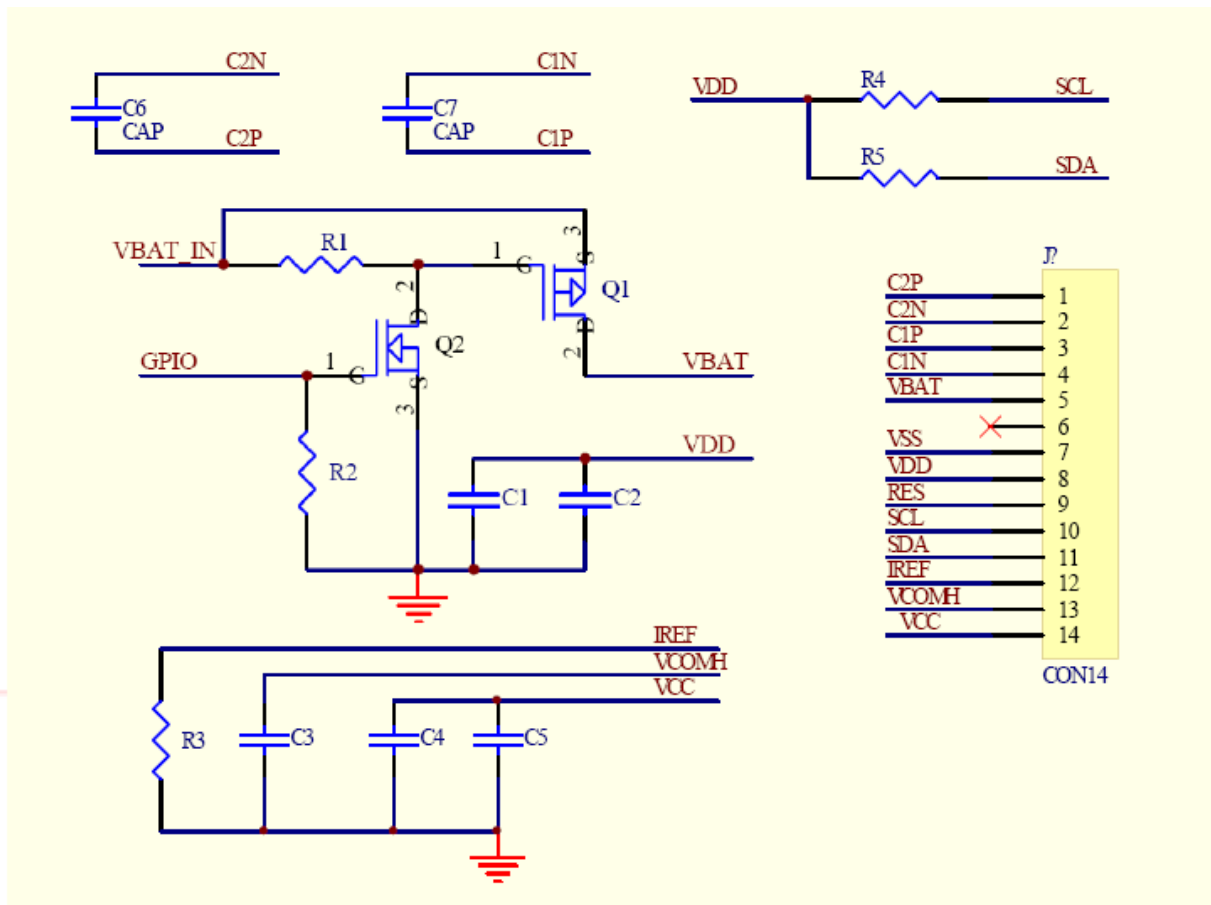 C2N
C6
CAP
C2P
C1N
C7
CAP
C1P
VDD
R4
SCL
R5
SDA
VBAT_IN
R1
1
G
3
S
Q1
D
2
VBAT
2
D
Q2
GPIO
1
G
S
3
R2
VDD
C1
C2
J?
C2P 1
C2N 2
C1P 3
C1N 4
VBAT 5
6
VSS 7
VDD 8
RES 9
SCL 10
SDA 11
IREF 12
VCOMH 13
VCC 14
CON14
IREF
VCOMH
VCC
R3
C3
C4
C5